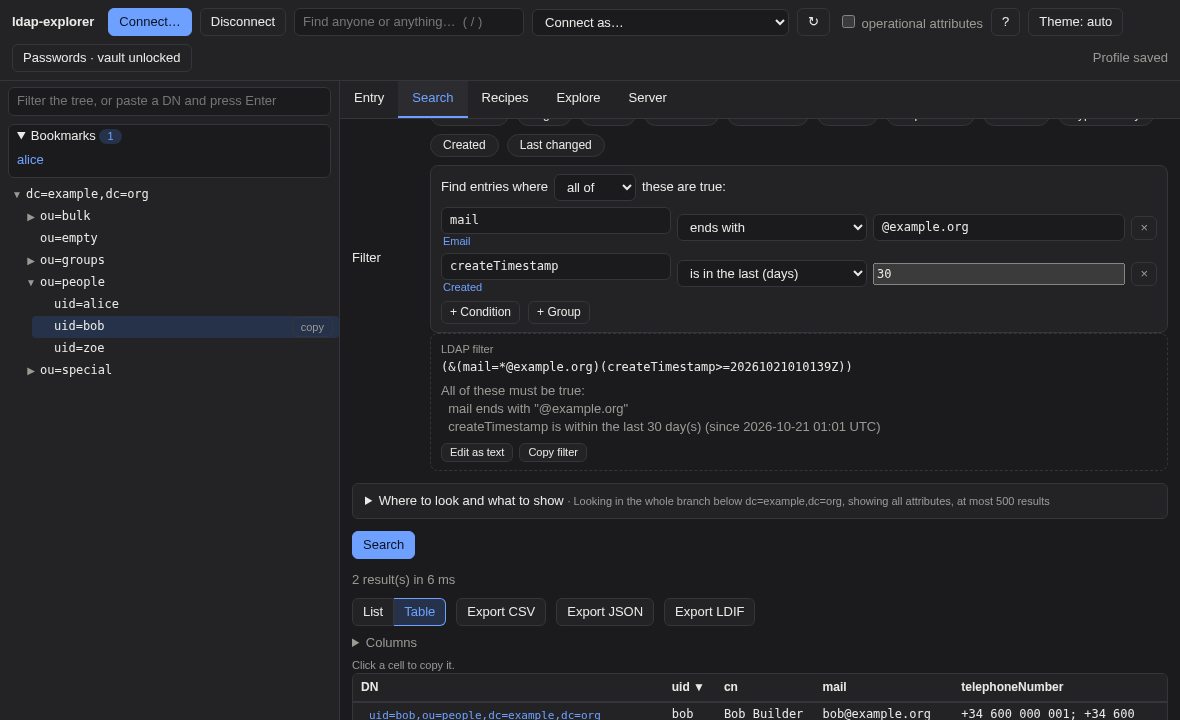 ldap-explorer Connect… Disconnect Find anyone or anything… ( / ) Connect as… ↻ operational attributes ? Theme: auto
Passwords · vault unlocked Profile saved
Filter the tree, or paste a DN and press Enter
▼ Bookmarks 1
alice
▼ dc=example,dc=org
▶ ou=bulk
ou=empty
▶ ou=groups
▼ ou=people
uid=alice
uid=bob copy
uid=zoe
▶ ou=special
Entry Search Recipes Explore Server
Created Last changed
Filter
Find entries where all of these are true:
mail ends with @example.org ×
Email
createTimestamp is in the last (days) 30 ×
Created
+ Condition + Group
LDAP filter
(&(mail=*@example.org)(createTimestamp>=20261021010139Z))
All of these must be true:
mail ends with "@example.org"
createTimestamp is within the last 30 day(s) (since 2026-10-21 01:01 UTC)
Edit as text Copy filter
▶ Where to look and what to show · Looking in the whole branch below dc=example,dc=org, showing all attributes, at most 500 results
Search
2 result(s) in 6 ms
List Table Export CSV Export JSON Export LDIF
▶ Columns
Click a cell to copy it.
DN uid ▼ cn mail telephoneNumber
uid=bob,ou=people,dc=example,dc=org bob Bob Builder bob@example.org +34 600 000 001; +34 600